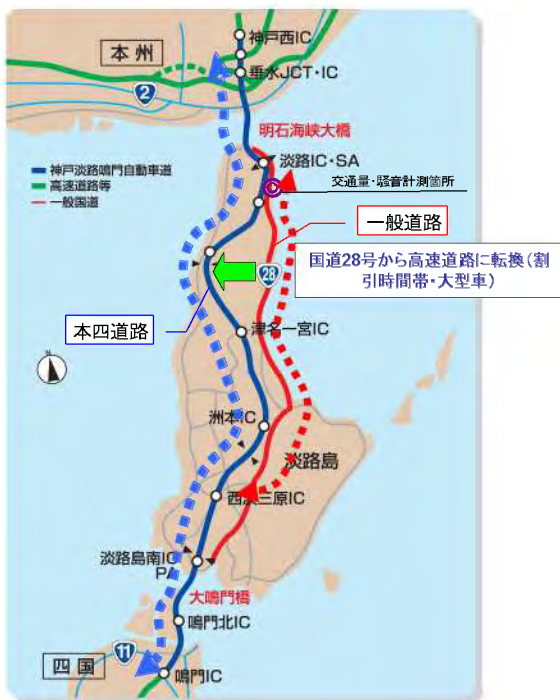 神戸西IC
本州
垂水JCT・IC
2
明石海峡大橋
淡路IC・SA
神戸淡路鳴門自動車道
高速道路等
一般国道
交通量・騒音計測箇所
一般道路
国道28号から高速道路に転換(割
引時間帯・大型車)
28
本四道路
津名一宮IC
N
洲本IC
淡路島
西淡三原IC
淡路島南IC
PA
大鳴門橋
鳴門北IC
11
四国
鳴門IC